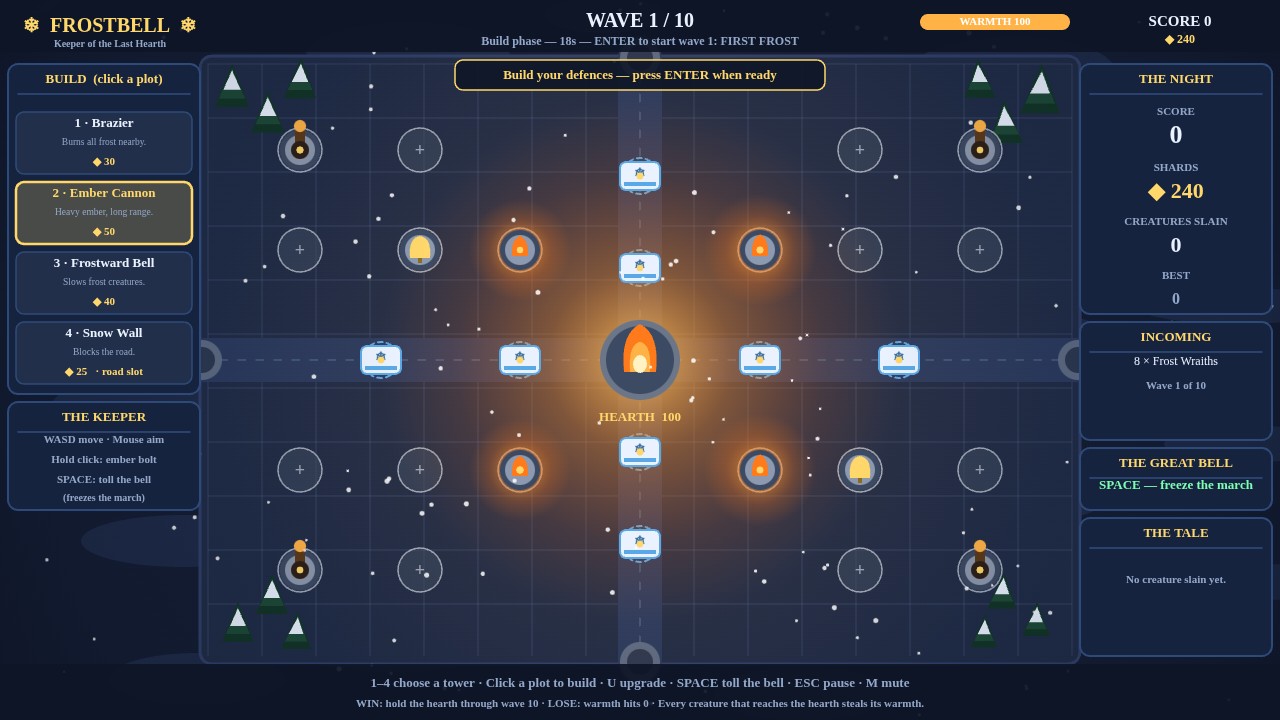 ❄ FROSTBELL ❄
Keeper of the Last Hearth
WAVE 1 / 10
Build phase — 18s — ENTER to start wave 1: FIRST FROST
WARMTH 100
SCORE 0
◆ 240
Build your defences — press ENTER when ready
BUILD (click a plot)
1 · Brazier
Burns all frost nearby.
◆ 30
2 · Ember Cannon
Heavy ember, long range.
◆ 50
3 · Frostward Bell
Slows frost creatures.
◆ 40
4 · Snow Wall
Blocks the road.
◆ 25 · road slot
THE KEEPER
WASD move · Mouse aim
Hold click: ember bolt
SPACE: toll the bell
(freezes the march)
HEARTH 100
THE NIGHT
SCORE
0
SHARDS
◆ 240
CREATURES SLAIN
0
BEST
0
INCOMING
8 × Frost Wraiths
Wave 1 of 10
THE GREAT BELL
SPACE — freeze the march
THE TALE
No creature slain yet.
1–4 choose a tower · Click a plot to build · U upgrade · SPACE toll the bell · ESC pause · M mute
WIN: hold the hearth through wave 10 · LOSE: warmth hits 0 · Every creature that reaches the hearth steals its warmth.